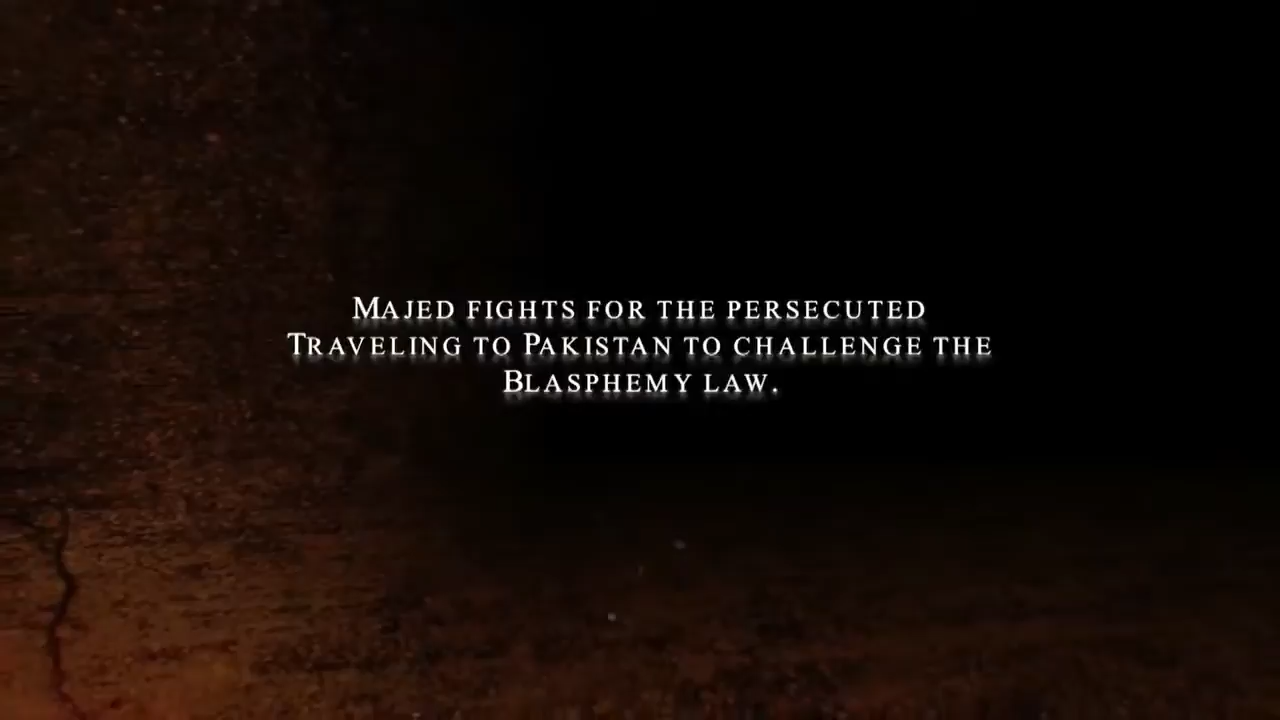 Majed fights for the persecuted
Traveling to Pakistan to challenge the
Blasphemy law.